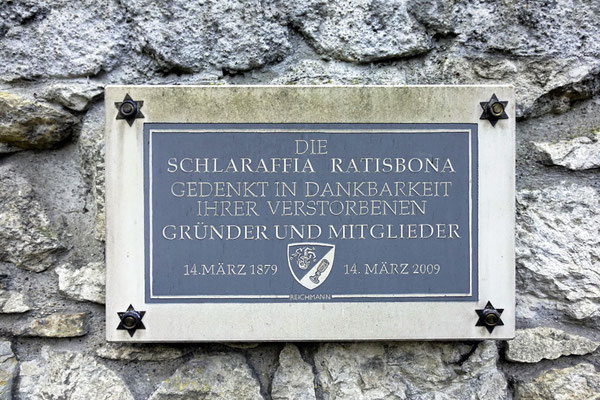 DIE
SCHLARAFFIA RATISBONA
GEDENKT IN DANKBARKEIT
IHRER VERSTORBENEN
GRÜNDER UND MITGLIEDER
14.MÄRZ 1879 14. MÄRZ 2009
REICHMANN